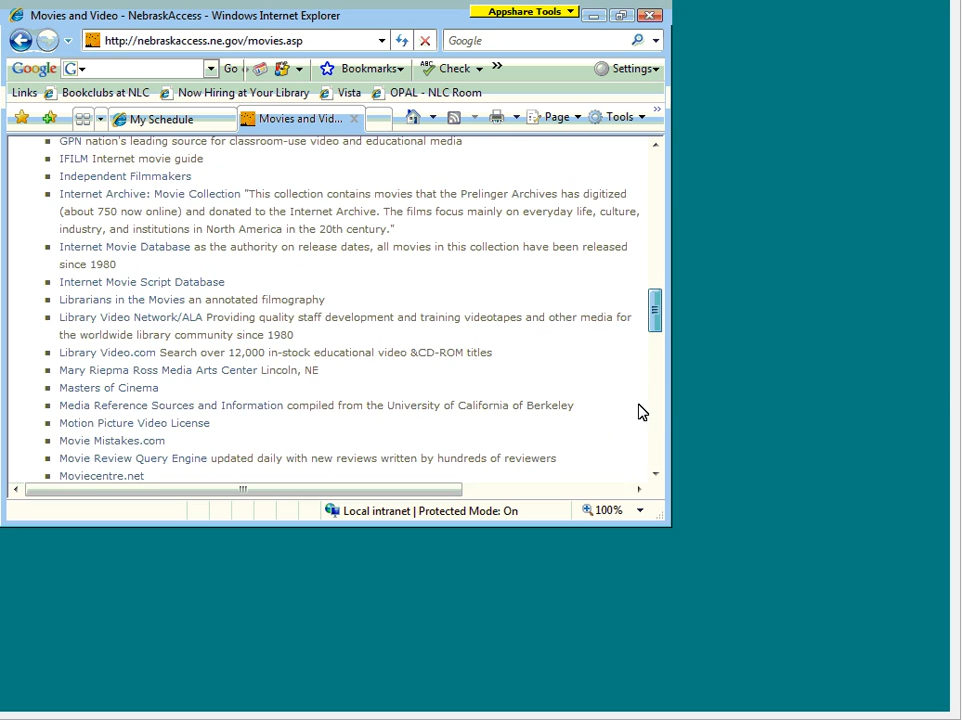 Movies and Video - NebraskAccess - Windows Internet Explorer
Appshare Tools
http://nebraskaccess.ne.gov/movies.asp
Google
Google G Go Bookmarks ABC Check » Settings
Links Bookclubs at NLC Now Hiring at Your Library Vista OPAL - NLC Room
My Schedule Movies and Vid... Page Tools »
GPN nation's leading source for classroom-use video and educational media
IFILM Internet movie guide
Independent Filmmakers
Internet Archive: Movie Collection "This collection contains movies that the Prelinger Archives has digitized
(about 750 now online) and donated to the Internet Archive. The films focus mainly on everyday life, culture,
industry, and institutions in North America in the 20th century."
Internet Movie Database as the authority on release dates, all movies in this collection have been released
since 1980
Internet Movie Script Database
Librarians in the Movies an annotated filmography
Library Video Network/ALA Providing quality staff development and training videotapes and other media for
the worldwide library community since 1980
Library Video.com Search over 12,000 in-stock educational video &CD-ROM titles
Mary Riepma Ross Media Arts Center Lincoln, NE
Masters of Cinema
Media Reference Sources and Information compiled from the University of California of Berkeley
Motion Picture Video License
Movie Mistakes.com
Movie Review Query Engine updated daily with new reviews written by hundreds of reviewers
Moviecentre.net
Local intranet | Protected Mode: On
100%